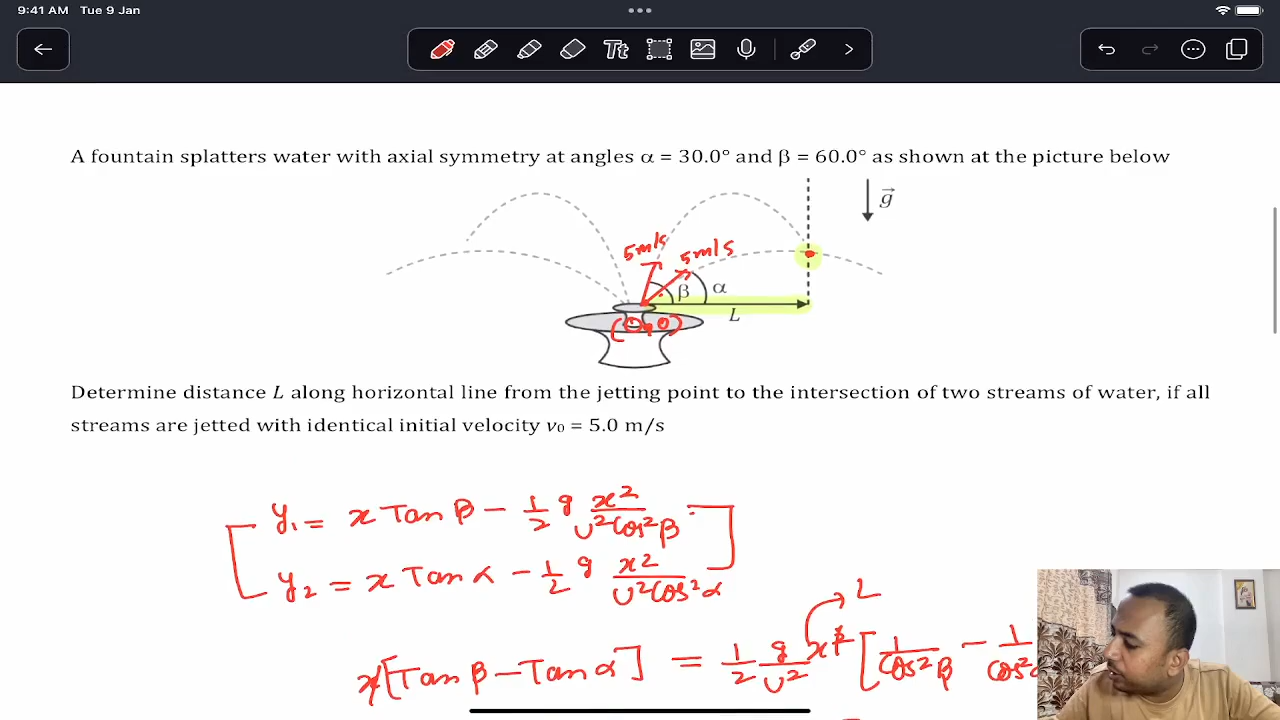 9:41 AM Tue 9 Jan
Tt
A fountain splatters water with axial symmetry at angles α = 30.0° and β = 60.0° as shown at the picture below
g⃗
5m/s 5m/s
β α
L
(0,0)
Determine distance L along horizontal line from the jetting point to the intersection of two streams of water, if all
streams are jetted with identical initial velocity v₀ = 5.0 m/s
y₁ = x Tan β − 1/2 g x²/(U²Cos²β)
y₂ = x Tan α − 1/2 g x²/(U²Cos²α)
L
x[Tan β − Tan α] = 1/2 g/U² x² [1/Cos²β − 1/Cos²